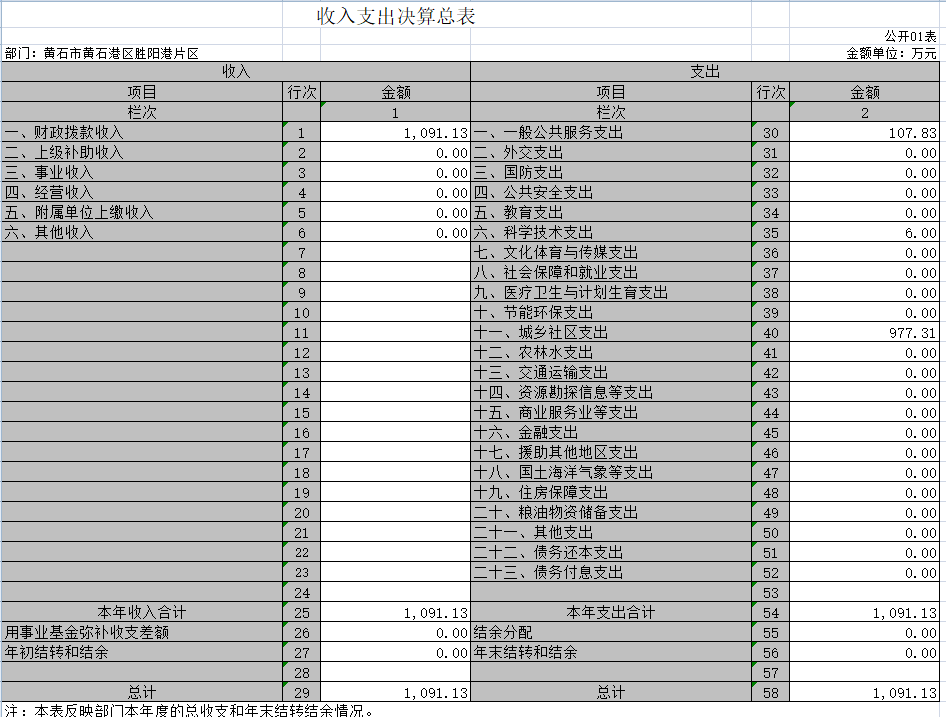 收入支出决算总表
公开01表
部门：黄石市黄石港区胜阳港片区 金额单位：万元
收入 支出
项目 行次 金额 项目 行次 金额
栏次 1 栏次 2
一、财政拨款收入 1 1,091.13 一、一般公共服务支出 30 107.83
二、上级补助收入 2 0.00 二、外交支出 31 0.00
三、事业收入 3 0.00 三、国防支出 32 0.00
四、经营收入 4 0.00 四、公共安全支出 33 0.00
五、附属单位上缴收入 5 0.00 五、教育支出 34 0.00
六、其他收入 6 0.00 六、科学技术支出 35 6.00
7 七、文化体育与传媒支出 36 0.00
8 八、社会保障和就业支出 37 0.00
9 九、医疗卫生与计划生育支出 38 0.00
10 十、节能环保支出 39 0.00
11 十一、城乡社区支出 40 977.31
12 十二、农林水支出 41 0.00
13 十三、交通运输支出 42 0.00
14 十四、资源勘探信息等支出 43 0.00
15 十五、商业服务业等支出 44 0.00
16 十六、金融支出 45 0.00
17 十七、援助其他地区支出 46 0.00
18 十八、国土海洋气象等支出 47 0.00
19 十九、住房保障支出 48 0.00
20 二十、粮油物资储备支出 49 0.00
21 二十一、其他支出 50 0.00
22 二十二、债务还本支出 51 0.00
23 二十三、债务付息支出 52 0.00
24 53
本年收入合计 25 1,091.13 本年支出合计 54 1,091.13
用事业基金弥补收支差额 26 0.00 结余分配 55 0.00
年初结转和结余 27 0.00 年末结转和结余 56 0.00
28 57
总计 29 1,091.13 总计 58 1,091.13
注：本表反映部门本年度的总收支和年末结转结余情况。